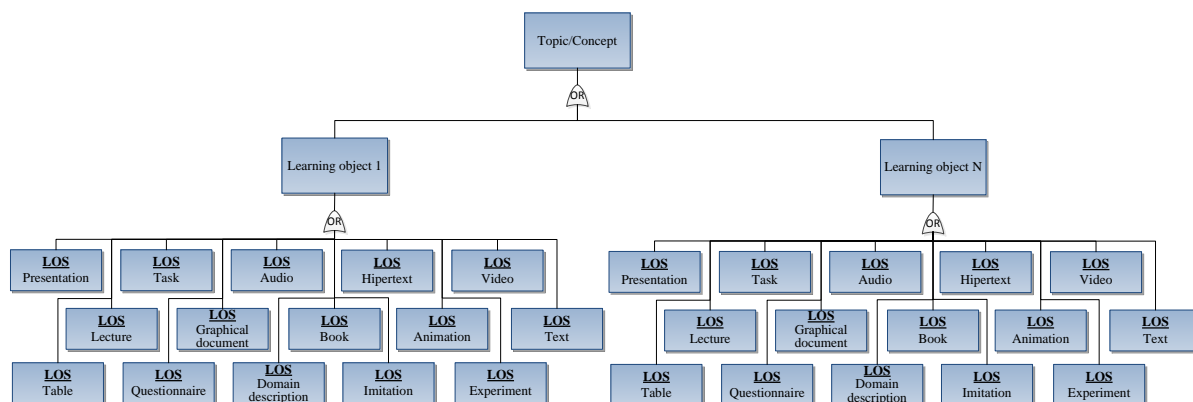 Topic/Concept
OR
Learning object 1
Learning object N
OR
OR
LOS
Presentation
LOS
Task
LOS
Audio
LOS
Hipertext
LOS
Video
LOS
Presentation
LOS
Task
LOS
Audio
LOS
Hipertext
LOS
Video
LOS
Lecture
LOS
Graphical
document
LOS
Book
LOS
Animation
LOS
Text
LOS
Lecture
LOS
Graphical
document
LOS
Book
LOS
Animation
LOS
Text
LOS
Table
LOS
Questionnaire
LOS
Domain
description
LOS
Imitation
LOS
Experiment
LOS
Table
LOS
Questionnaire
LOS
Domain
description
LOS
Imitation
LOS
Experiment